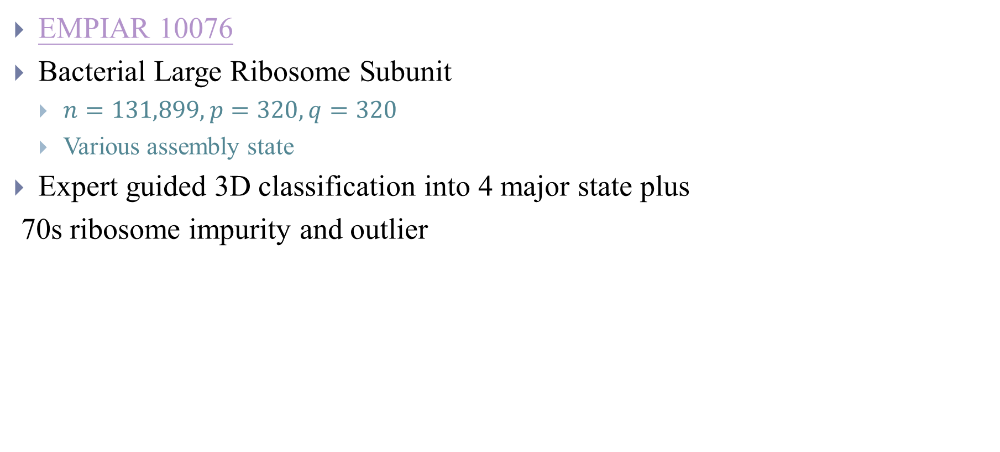 EMPIAR 10076
Bacterial Large Ribosome Subunit
n = 131,899, p = 320, q = 320
Various assembly state
Expert guided 3D classification into 4 major state plus
70s ribosome impurity and outlier